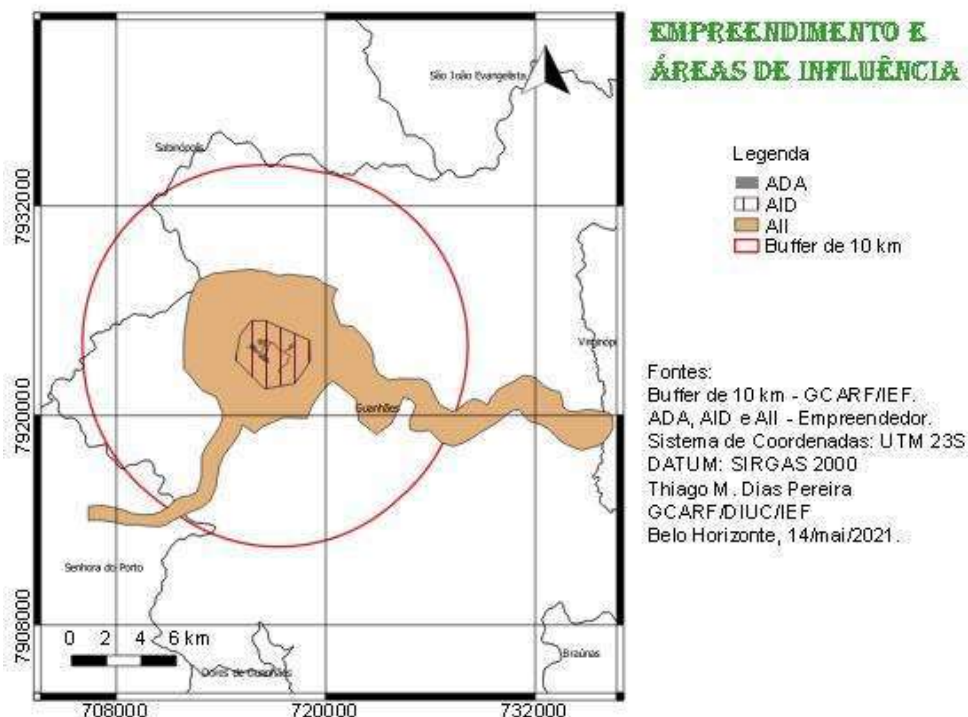 EMPREENDIMENTO E
ÁREAS DE INFLUÊNCIA
Legenda
ADA
AID
AII
Buffer de 10 km
Fontes:
Buffer de 10 km - GCARF/IEF.
ADA, AID e AII - Empreendedor.
Sistema de Coordenadas: UTM 23S
DATUM: SIRGAS 2000
Thiago M. Dias Pereira
GCARF/DIUC/IEF
Belo Horizonte, 14/mai/2021.
São João Evangelista
Sabinópolis
Virginópol
Guanhães
Senhora do Porto
Dores de Guanhães
Braúnas
0 2 4 6 km
7932000
7920000
7908000
708000 720000 732000